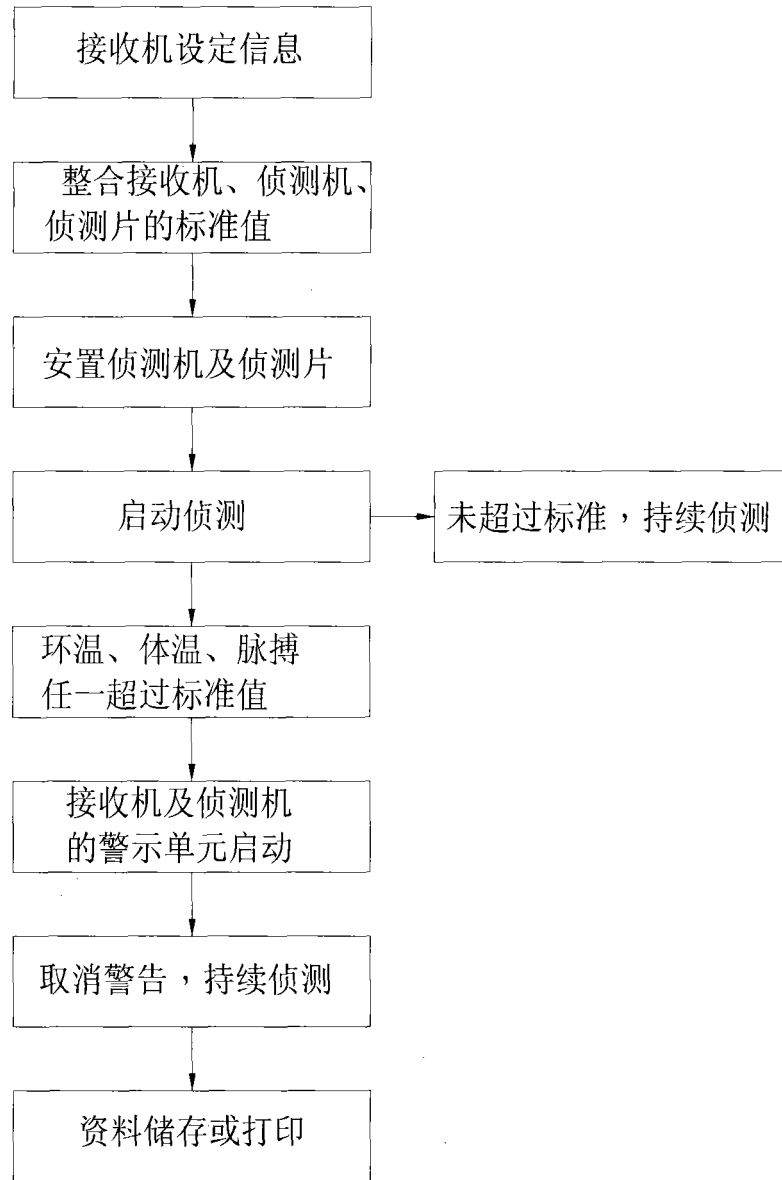 接收机设定信息
整合接收机、侦测机、
侦测片的标准值
安置侦测机及侦测片
启动侦测
未超过标准，持续侦测
环温、体温、脉搏
任一超过标准值
接收机及侦测机
的警示单元启动
取消警告，持续侦测
资料储存或打印